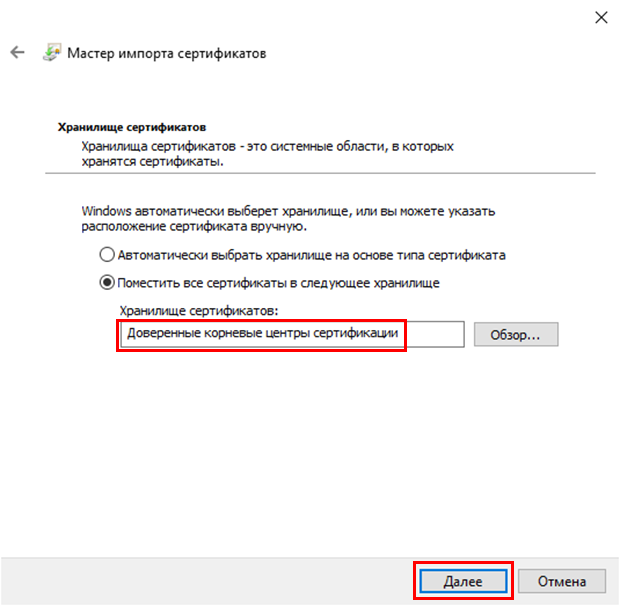 Мастер импорта сертификатов
Хранилище сертификатов
Хранилища сертификатов - это системные области, в которых
хранятся сертификаты.
Windows автоматически выберет хранилище, или вы можете указать
расположение сертификата вручную.
Автоматически выбрать хранилище на основе типа сертификата
Поместить все сертификаты в следующее хранилище
Хранилище сертификатов:
Доверенные корневые центры сертификации
Обзор...
Далее
Отмена